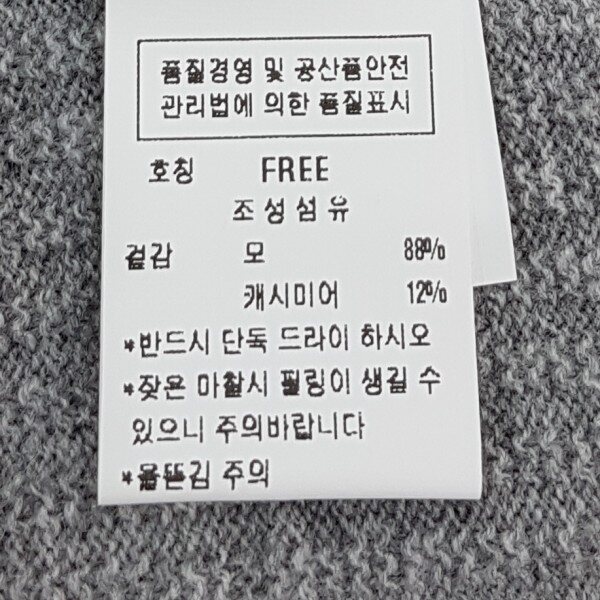 품질경영 및 공산품안전
관리법에 의한 품질표시
호칭 FREE
조성섬유
겉감 모 88%
캐시미어 12%
*반드시 단독 드라이 하시오
*잦은 마찰시 필링이 생길 수
있으니 주의바랍니다
*올뜯김 주의